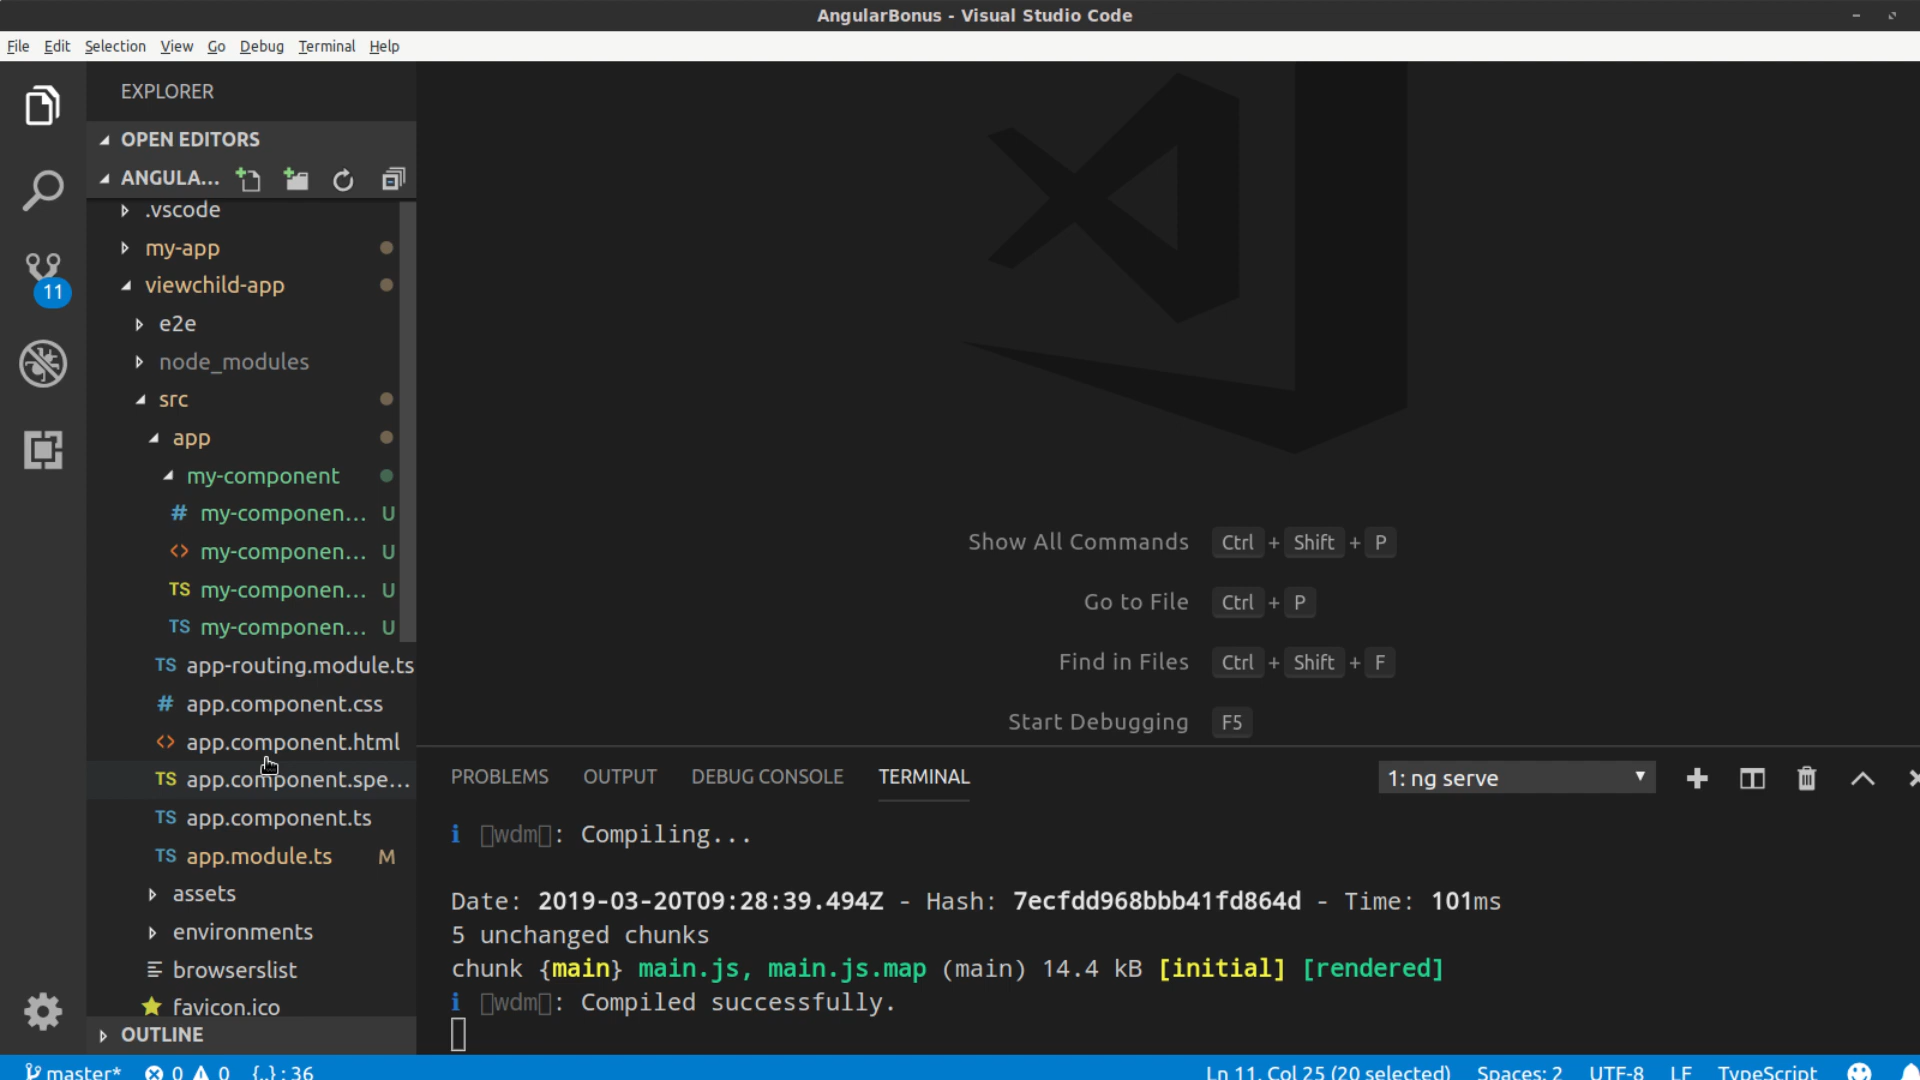 AngularBonus - Visual Studio Code
File Edit Selection View Go Debug Terminal Help
EXPLORER
OPEN EDITORS
ANGULA...
.vscode
my-app
viewchild-app
11
e2e
node_modules
src
app
my-component
# my-componen... U
<> my-componen... U
TS my-componen... U
TS my-componen... U
TS app-routing.module.ts
# app.component.css
<> app.component.html
TS app.component.spe...
TS app.component.ts
TS app.module.ts M
assets
environments
browserslist
favicon.ico
OUTLINE
Show All Commands Ctrl + Shift + P
Go to File Ctrl + P
Find in Files Ctrl + Shift + F
Start Debugging F5
PROBLEMS OUTPUT DEBUG CONSOLE TERMINAL 1: ng serve
i 「wdm」: Compiling...
Date: 2019-03-20T09:28:39.494Z - Hash: 7ecfdd968bbb41fd864d - Time: 101ms
5 unchanged chunks
chunk {main} main.js, main.js.map (main) 14.4 kB [initial] [rendered]
i 「wdm」: Compiled successfully.
master* 0 0 {..} : 36 Ln 11, Col 25 (20 selected) Spaces: 2 UTF-8 LF TypeScript